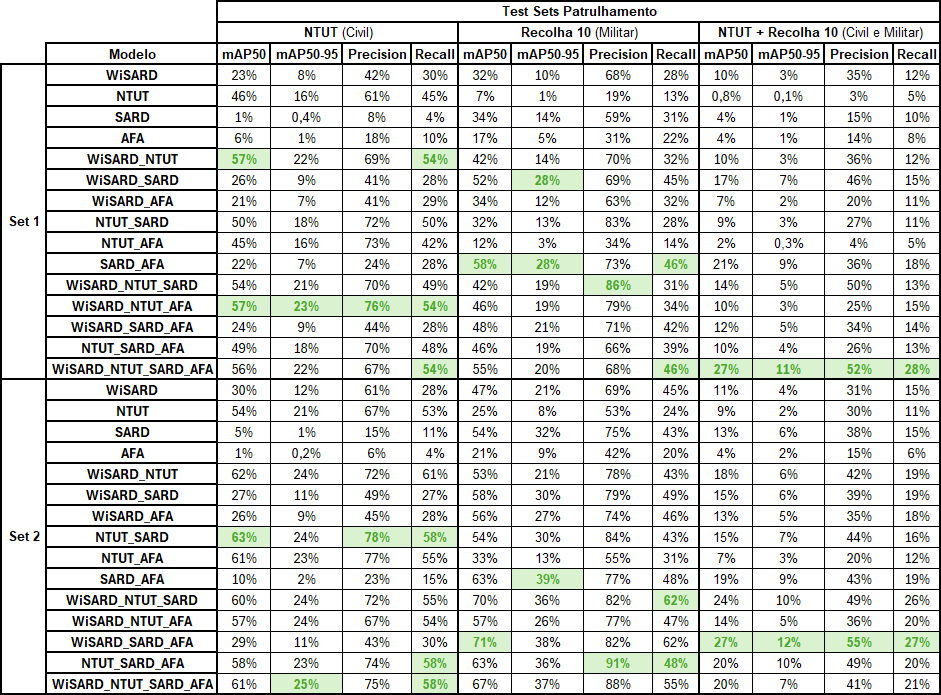 Test Sets Patrulhamento
NTUT (Civil) Recolha 10 (Militar) NTUT + Recolha 10 (Civil e Militar)
Modelo mAP50 mAP50-95 Precision Recall mAP50 mAP50-95 Precision Recall mAP50 mAP50-95 Precision Recall
WiSARD 23% 8% 42% 30% 32% 10% 68% 28% 10% 3% 35% 12%
NTUT 46% 16% 61% 45% 7% 1% 19% 13% 0,8% 0,1% 3% 5%
SARD 1% 0,4% 8% 4% 34% 14% 59% 31% 4% 1% 15% 10%
AFA 6% 1% 18% 10% 17% 5% 31% 22% 4% 1% 14% 8%
WiSARD_NTUT 57% 22% 69% 54% 42% 14% 70% 32% 10% 3% 36% 12%
WiSARD_SARD 26% 9% 41% 28% 52% 28% 69% 45% 17% 7% 46% 15%
WiSARD_AFA 21% 7% 41% 29% 34% 12% 63% 32% 7% 2% 20% 11%
Set 1 NTUT_SARD 50% 18% 72% 50% 32% 13% 83% 28% 9% 3% 27% 11%
NTUT_AFA 45% 16% 73% 42% 12% 3% 34% 14% 2% 0,3% 4% 5%
SARD_AFA 22% 7% 24% 28% 58% 28% 73% 46% 21% 9% 36% 18%
WiSARD_NTUT_SARD 54% 21% 70% 49% 42% 19% 86% 31% 14% 5% 50% 13%
WiSARD_NTUT_AFA 57% 23% 76% 54% 46% 19% 79% 34% 10% 3% 25% 15%
WiSARD_SARD_AFA 24% 9% 44% 28% 48% 21% 71% 42% 12% 5% 34% 14%
NTUT_SARD_AFA 49% 18% 70% 48% 46% 19% 66% 39% 10% 4% 26% 13%
WiSARD_NTUT_SARD_AFA 56% 22% 67% 54% 55% 20% 68% 46% 27% 11% 52% 28%
WiSARD 30% 12% 61% 28% 47% 21% 69% 45% 11% 4% 31% 15%
NTUT 54% 21% 67% 53% 25% 8% 53% 24% 9% 2% 30% 11%
SARD 5% 1% 15% 11% 54% 32% 75% 43% 13% 6% 38% 15%
AFA 1% 0,2% 6% 4% 21% 9% 42% 20% 4% 2% 15% 6%
WiSARD_NTUT 62% 24% 72% 61% 53% 21% 78% 43% 18% 6% 42% 19%
WiSARD_SARD 27% 11% 49% 27% 58% 30% 79% 49% 15% 6% 39% 19%
WiSARD_AFA 26% 9% 45% 28% 56% 27% 74% 46% 13% 5% 35% 18%
Set 2 NTUT_SARD 63% 24% 78% 58% 54% 30% 84% 43% 15% 7% 44% 16%
NTUT_AFA 61% 23% 77% 55% 33% 13% 55% 31% 7% 3% 20% 12%
SARD_AFA 10% 2% 23% 15% 63% 39% 77% 48% 19% 9% 43% 19%
WiSARD_NTUT_SARD 60% 24% 72% 55% 70% 36% 82% 62% 24% 10% 49% 26%
WiSARD_NTUT_AFA 57% 24% 67% 54% 57% 26% 77% 47% 14% 5% 36% 20%
WiSARD_SARD_AFA 29% 11% 43% 30% 71% 38% 82% 62% 27% 12% 55% 27%
NTUT_SARD_AFA 58% 23% 74% 58% 63% 36% 91% 48% 20% 10% 49% 20%
WiSARD_NTUT_SARD_AFA 61% 25% 75% 58% 67% 37% 88% 55% 20% 7% 41% 21%